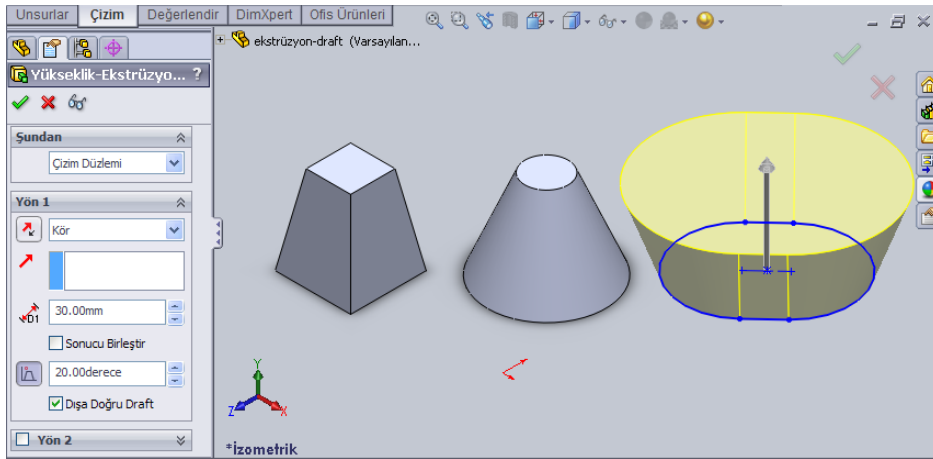 Unsurlar Çizim Değerlendir DimXpert Ofis Ürünleri
ekstrüzyon-draft (Varsayılan...
Yükseklik-Ekstrüzyo... ?
Şundan
Çizim Düzlemi
Yön 1
Kör
D1 30.00mm
Sonucu Birleştir
20.00derece
Dışa Doğru Draft
Yön 2
Y
Z X
*İzometrik